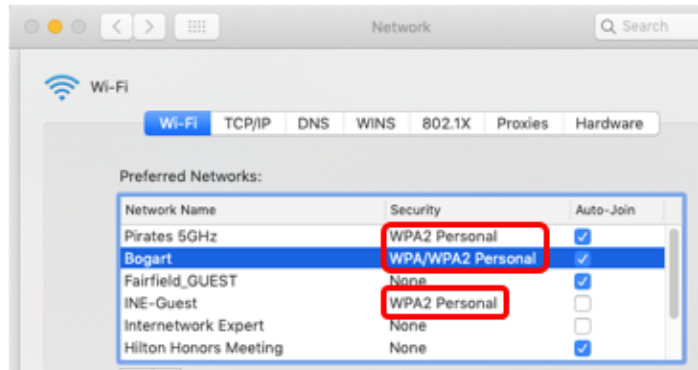 Network
Search
Wi-Fi
Wi-Fi TCP/IP DNS WINS 802.1X Proxies Hardware
Preferred Networks:
Network Name Security Auto-Join
Pirates 5GHz WPA2 Personal
Bogart WPA/WPA2 Personal
Fairfield_GUEST None
INE-Guest WPA2 Personal
Internetwork Expert None
Hilton Honors Meeting None